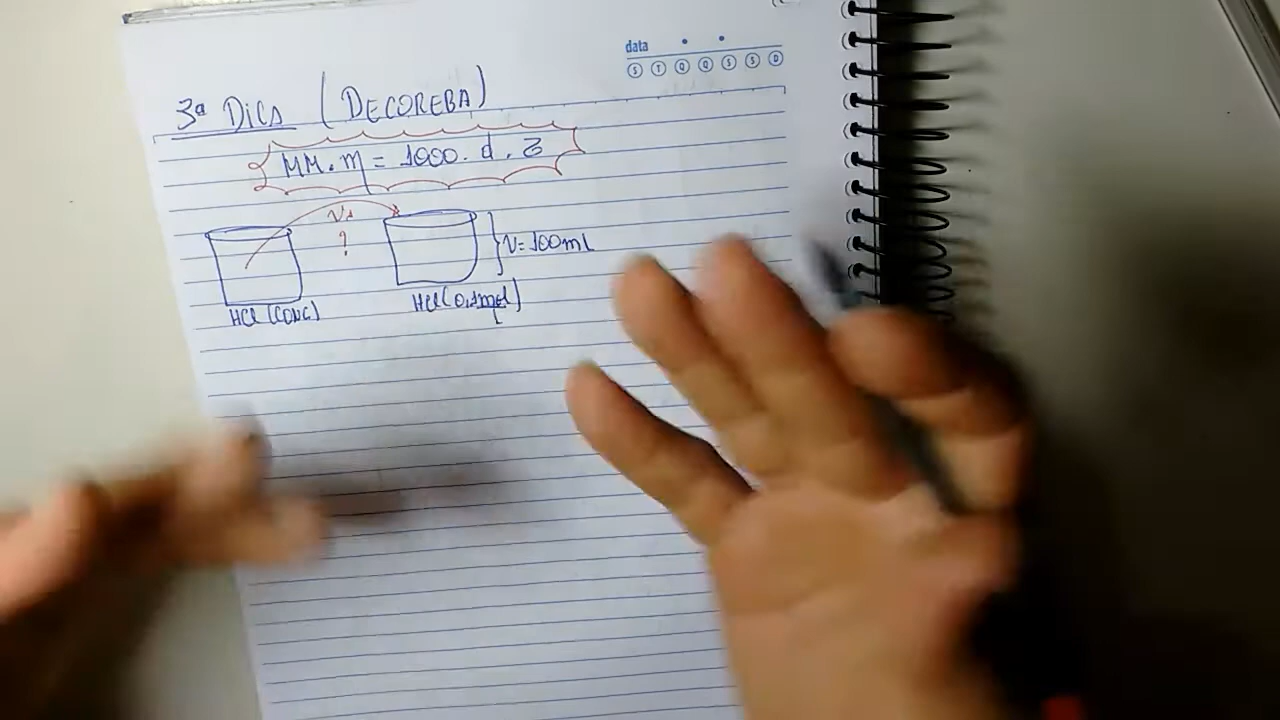 data
S T Q Q S S D
3ª DICA (DECOREBA)
MM.M = 1000.d.Z
V1
?
V=100mL
HCl (CONC)
HCl (0,1mol/L)